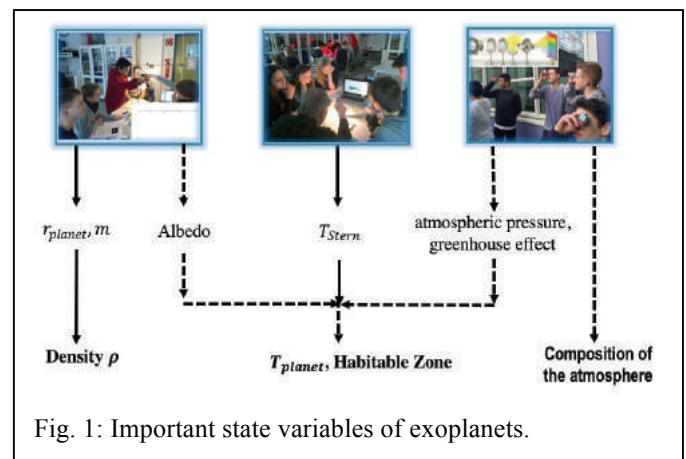 r_planet, m
Albedo
T_Stern
atmospheric pressure,
greenhouse effect
Density ρ
T_planet, Habitable Zone
Composition of
the atmosphere
Fig. 1: Important state variables of exoplanets.